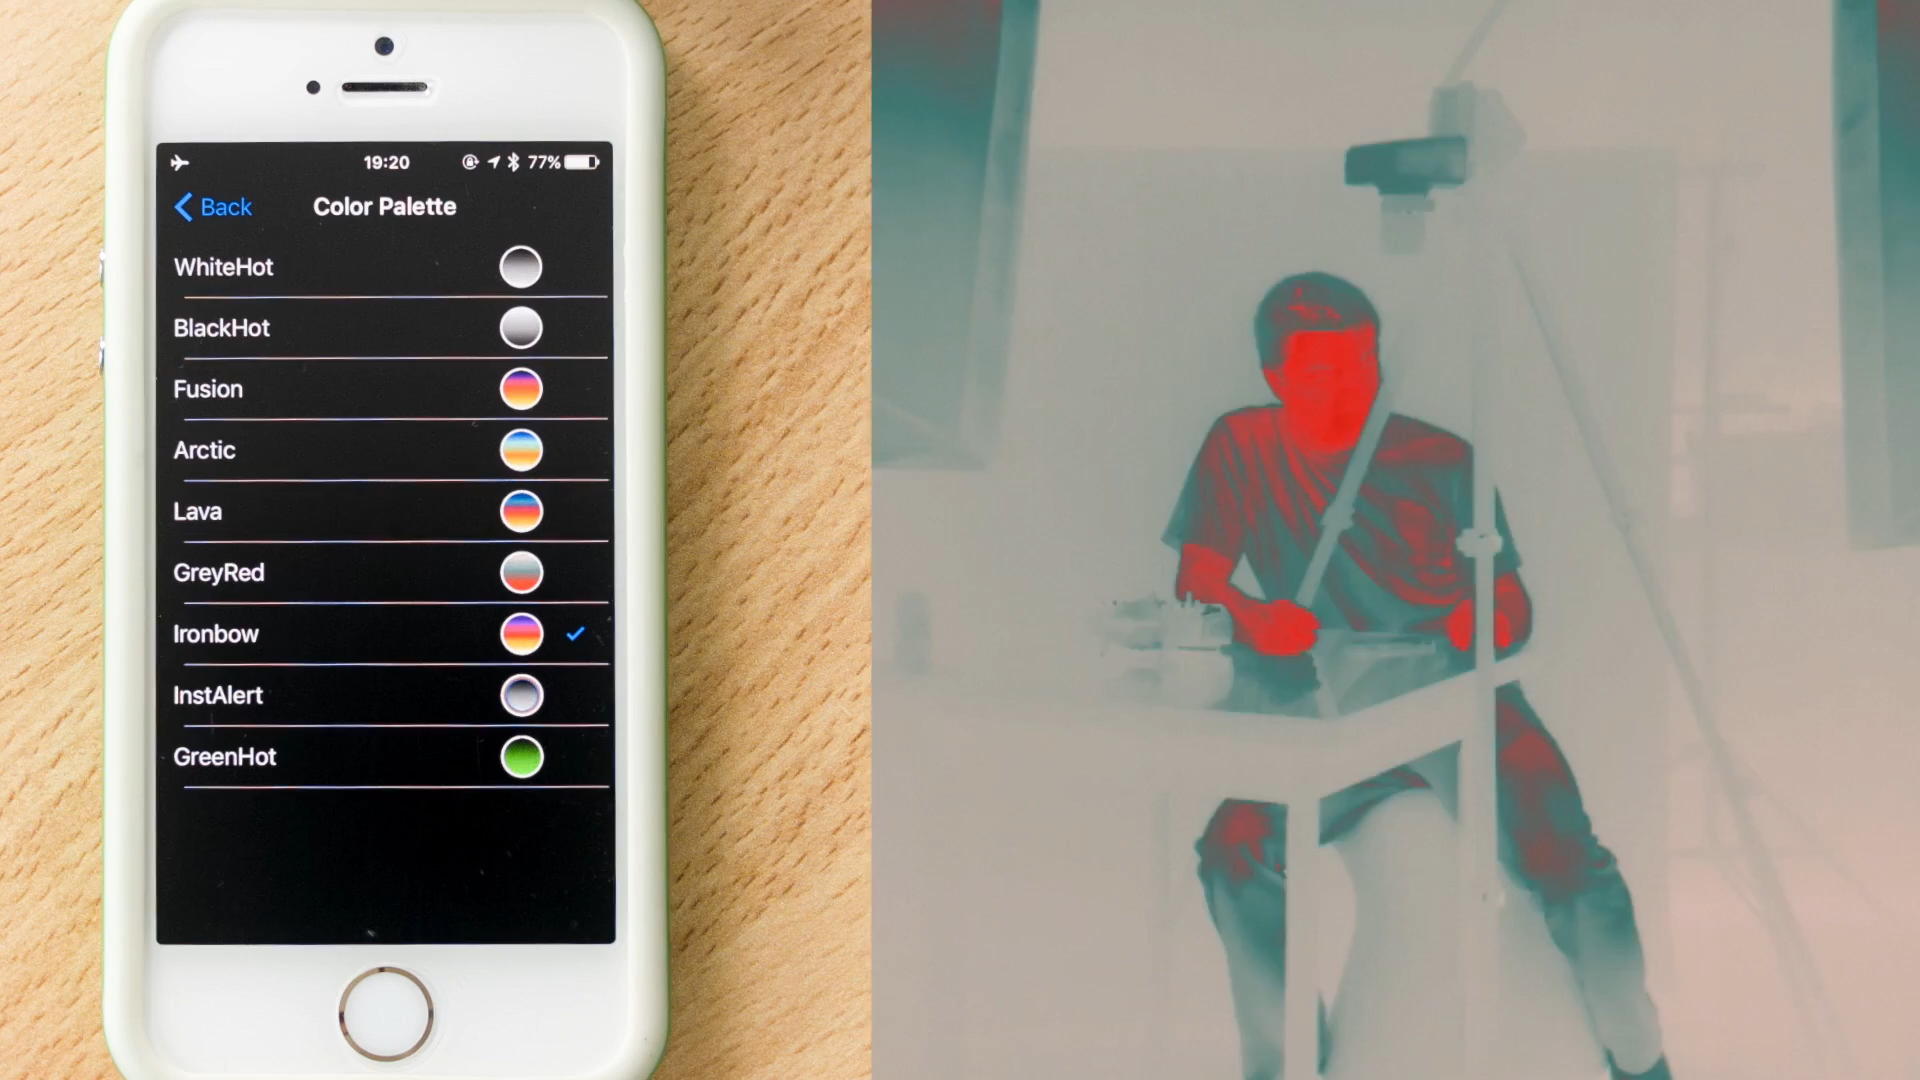 19:20 77%
Back Color Palette
WhiteHot
BlackHot
Fusion
Arctic
Lava
GreyRed
Ironbow
InstAlert
GreenHot